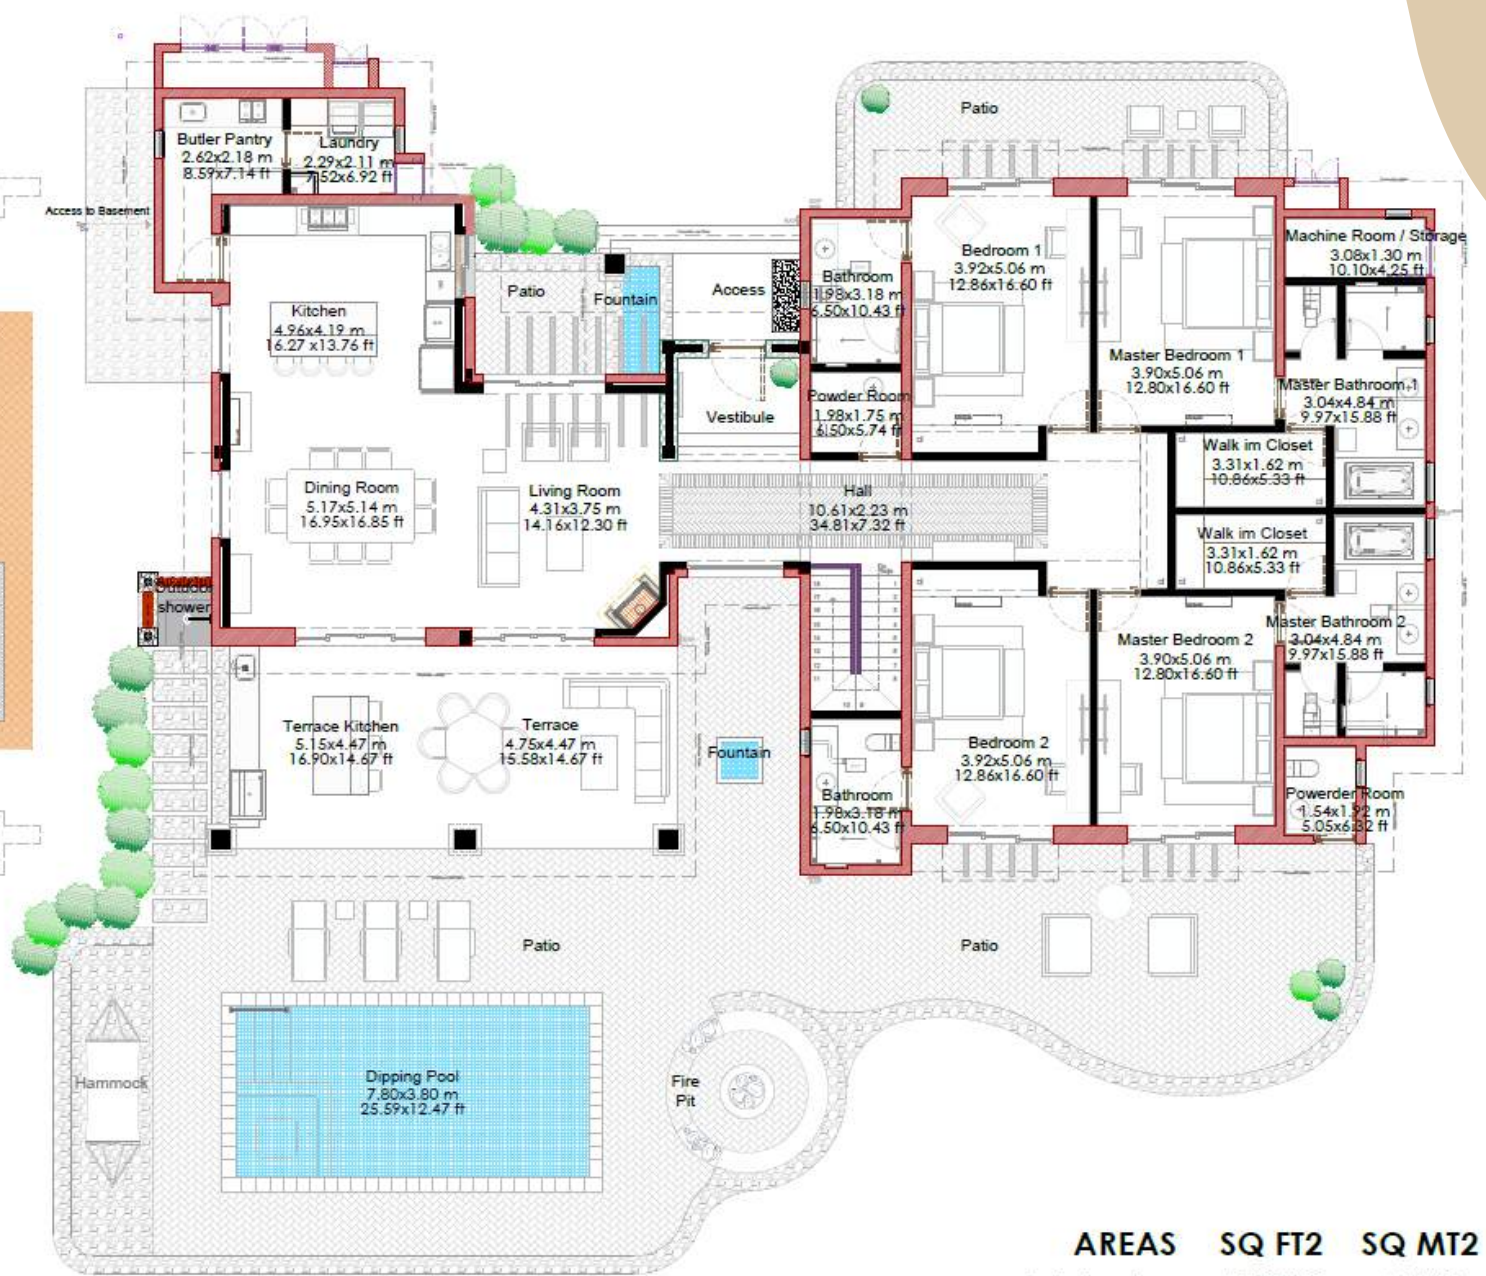 Patio
Butler Pantry
2.62x2.18 m
8.59x7.14 ft
Laundry
2.29x2.11 m
7.52x6.92 ft
Access to Basement
Kitchen
4.96x4.19 m
16.27 x13.76 ft
Patio
Fountain
Access
Bathroom
1.98x3.18 m
6.50x10.43 ft
Bedroom 1
3.92x5.06 m
12.86x16.60 ft
Machine Room / Storage
3.08x1.30 m
10.10x4.25 ft
Master Bedroom 1
3.90x5.06 m
12.80x16.60 ft
Master Bathroom 1
3.04x4.84 m
9.97x15.88 ft
Powder Room
1.98x1.75 m
6.50x5.74 ft
Vestibule
Walk im Closet
3.31x1.62 m
10.86x5.33 ft
Dining Room
5.17x5.14 m
16.95x16.85 ft
Living Room
4.31x3.75 m
14.16x12.30 ft
Hall
10.61x2.23 m
34.81x7.32 ft
Walk im Closet
3.31x1.62 m
10.86x5.33 ft
Outdoor
shower
Master Bathroom 2
3.04x4.84 m
9.97x15.88 ft
Master Bedroom 2
3.90x5.06 m
12.80x16.60 ft
Terrace Kitchen
5.15x4.47 m
16.90x14.67 ft
Terrace
4.75x4.47 m
15.58x14.67 ft
Fountain
Bedroom 2
3.92x5.06 m
12.86x16.60 ft
Bathroom
1.98x3.18 m
6.50x10.43 ft
Powerder Room
1.54x1.92 m
5.05x6.32 ft
Patio
Patio
Hammock
Dipping Pool
7.80x3.80 m
25.59x12.47 ft
Fire
Pit
AREAS SQ FT2 SQ MT2